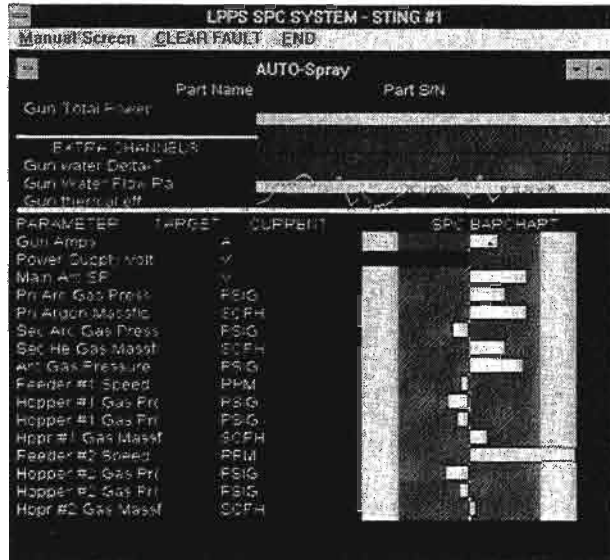 LPPS SPC SYSTEM - STING #1
Manual Screen CLEAR FAULT END
AUTO-Spray
Part Name Part S/N
Gun Total Power
EXTRA CHANNELS
Gun water Delta-T
Gun Water Flow Ra
Gun thermal eff
PARAMETER TARGET CURRENT SPC BARCHART
Gun Amps A
Power Supply Volt V
Main Arc SP V
Pri Arc Gas Press PSIG
Pri Argon Massflo SCFH
Sec Arc Gas Press PSIG
Sec He Gas Massf SCFH
Arc Gas Pressure PSIG
Feeder #1 Speed RPM
Hopper #1 Gas Pr( PSIG
Hopper #1 Gas Fl( PSIG
Hppr #1 Gas Massf SCFH
Feeder #2 Speed RPM
Hopper #2 Gas Pr( PSIG
Hopper #2 Gas Fl( PSIG
Hppr #2 Gas Massf SCFH